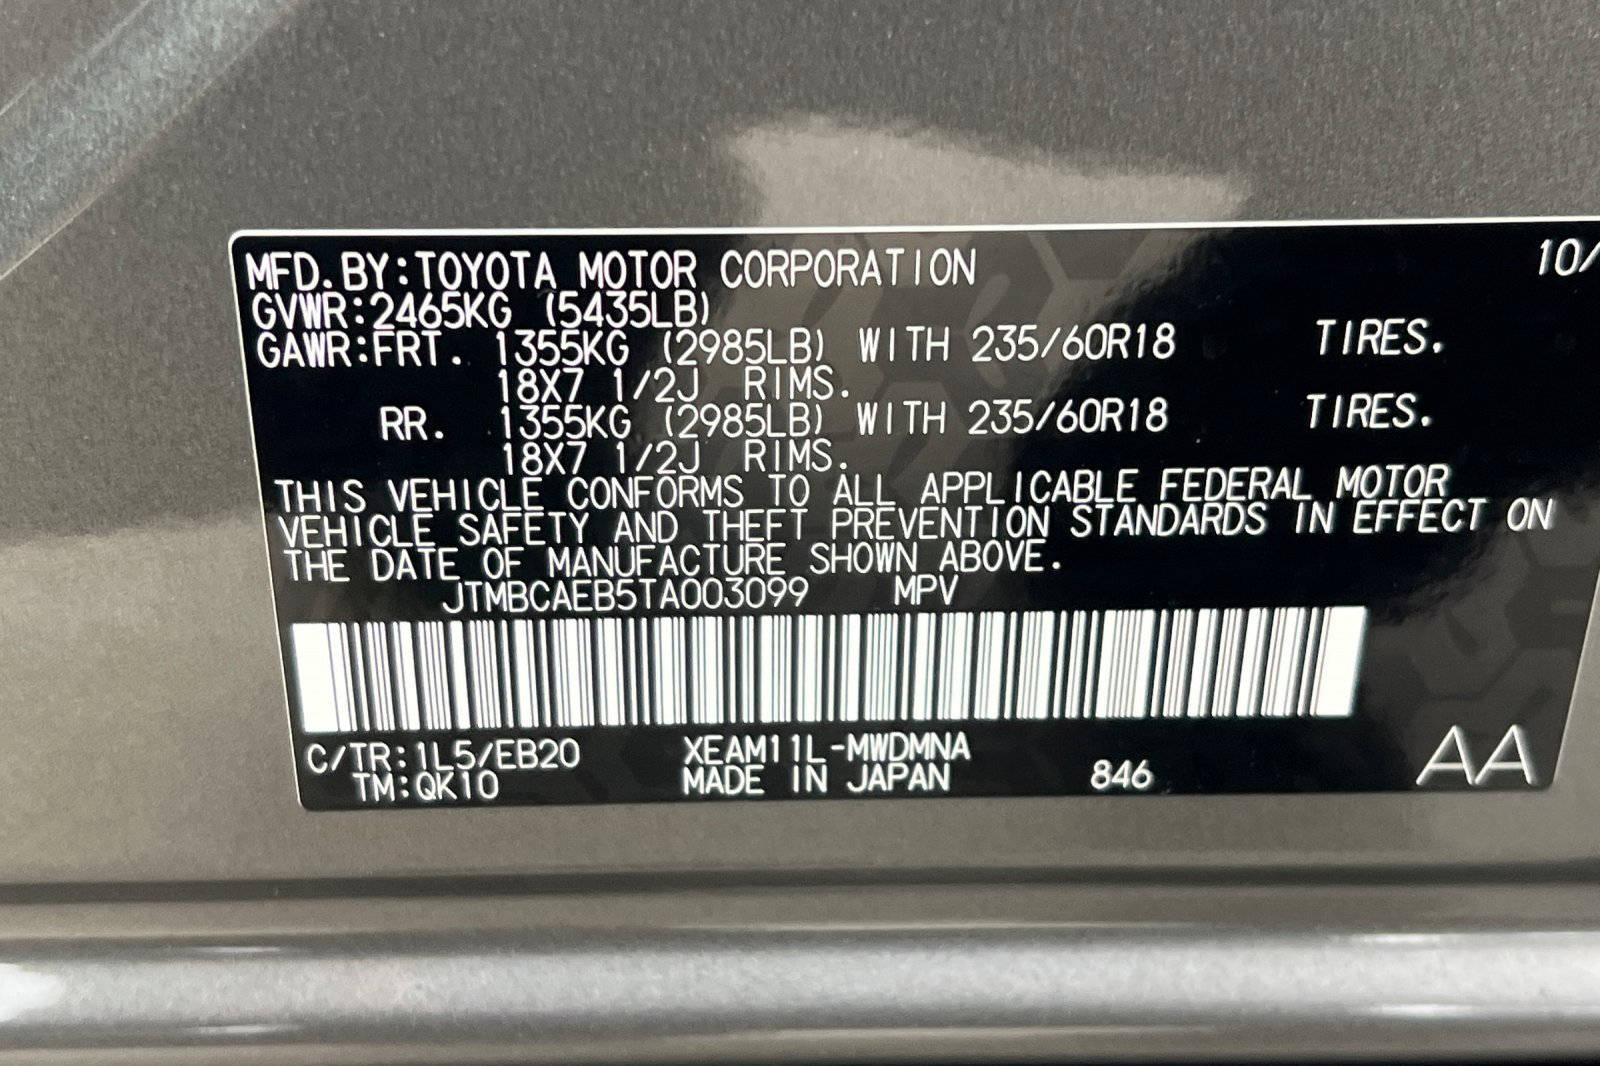 MFD.BY:TOYOTA MOTOR CORPORATION 10/
GVWR:2465KG (5435LB)
GAWR:FRT. 1355KG (2985LB) WITH 235/60R18 TIRES.
18X7 1/2J RIMS.
RR. 1355KG (2985LB) WITH 235/60R18 TIRES.
18X7 1/2J RIMS.
THIS VEHICLE CONFORMS TO ALL APPLICABLE FEDERAL MOTOR
VEHICLE SAFETY AND THEFT PREVENTION STANDARDS IN EFFECT ON
THE DATE OF MANUFACTURE SHOWN ABOVE.
JTMBCAEB5TA003099 MPV
C/TR:1L5/EB20 XEAM11L-MWDMNA
TM:QK10 MADE IN JAPAN 846 AA